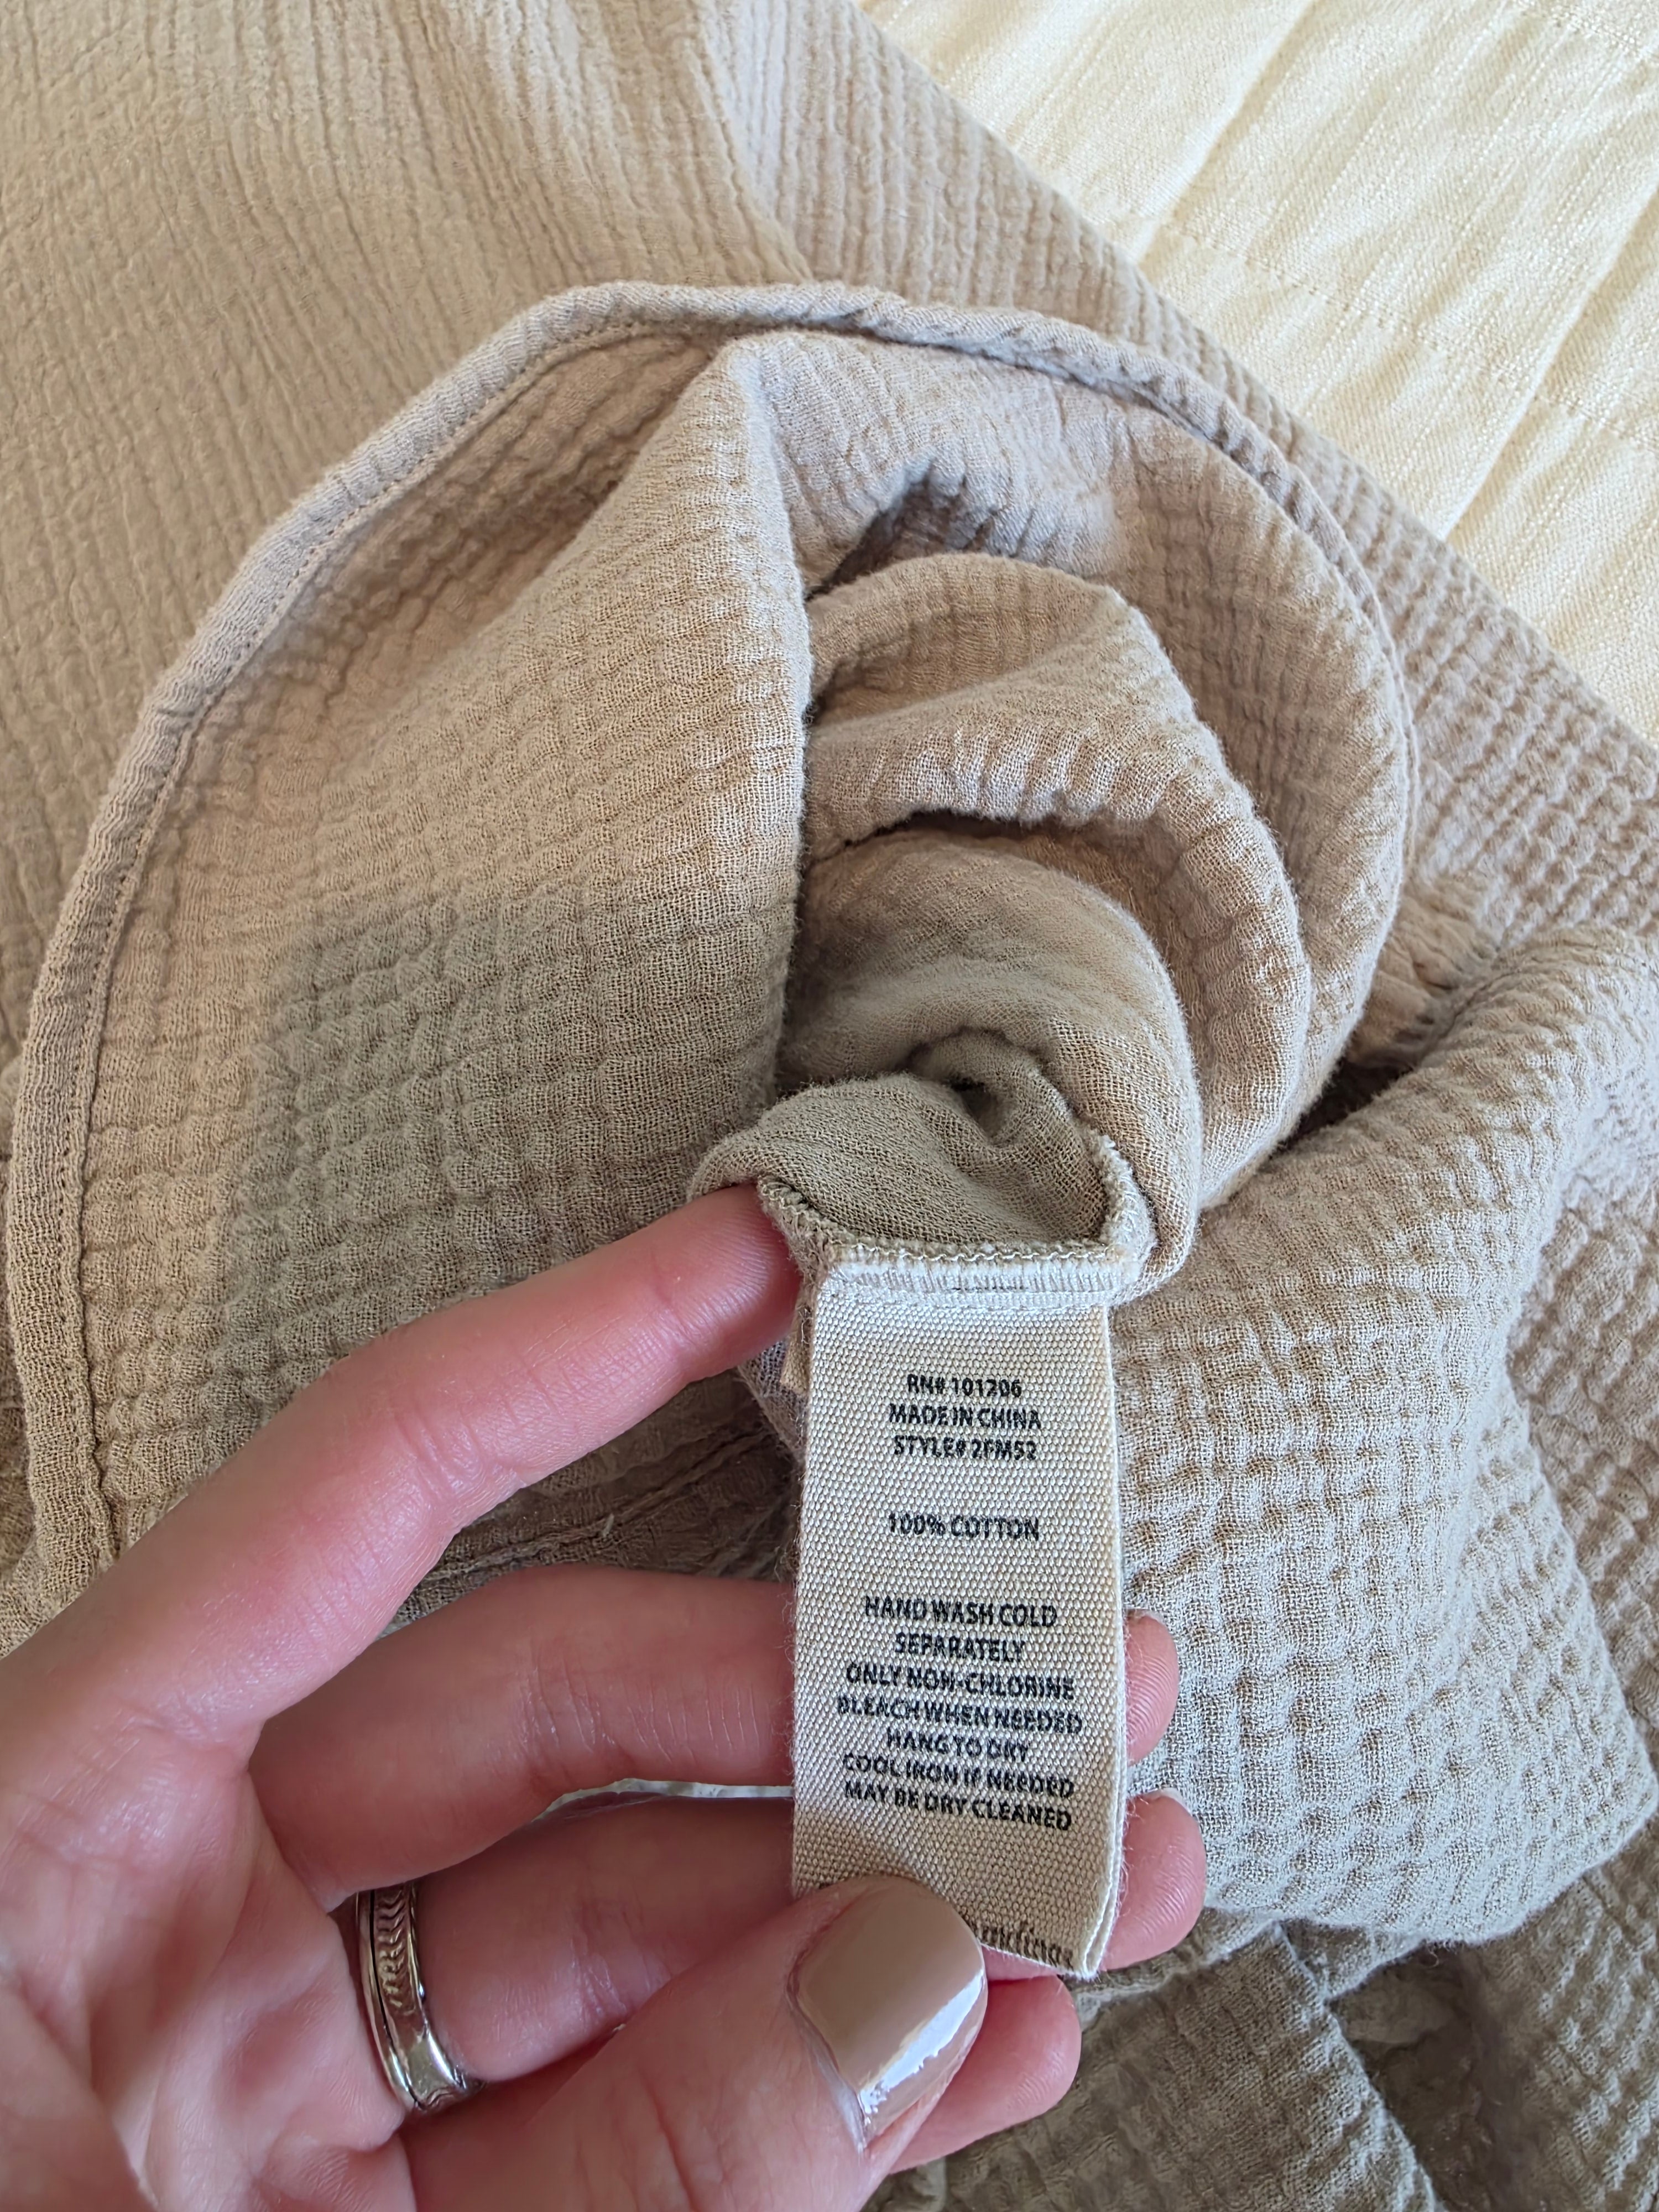 RN# 101206
MADE IN CHINA
STYLE# 2FM52
100% COTTON
HAND WASH COLD
SEPARATELY
ONLY NON-CHLORINE
BLEACH WHEN NEEDED
HANG TO DRY
COOL IRON IF NEEDED
MAY BE DRY CLEANED